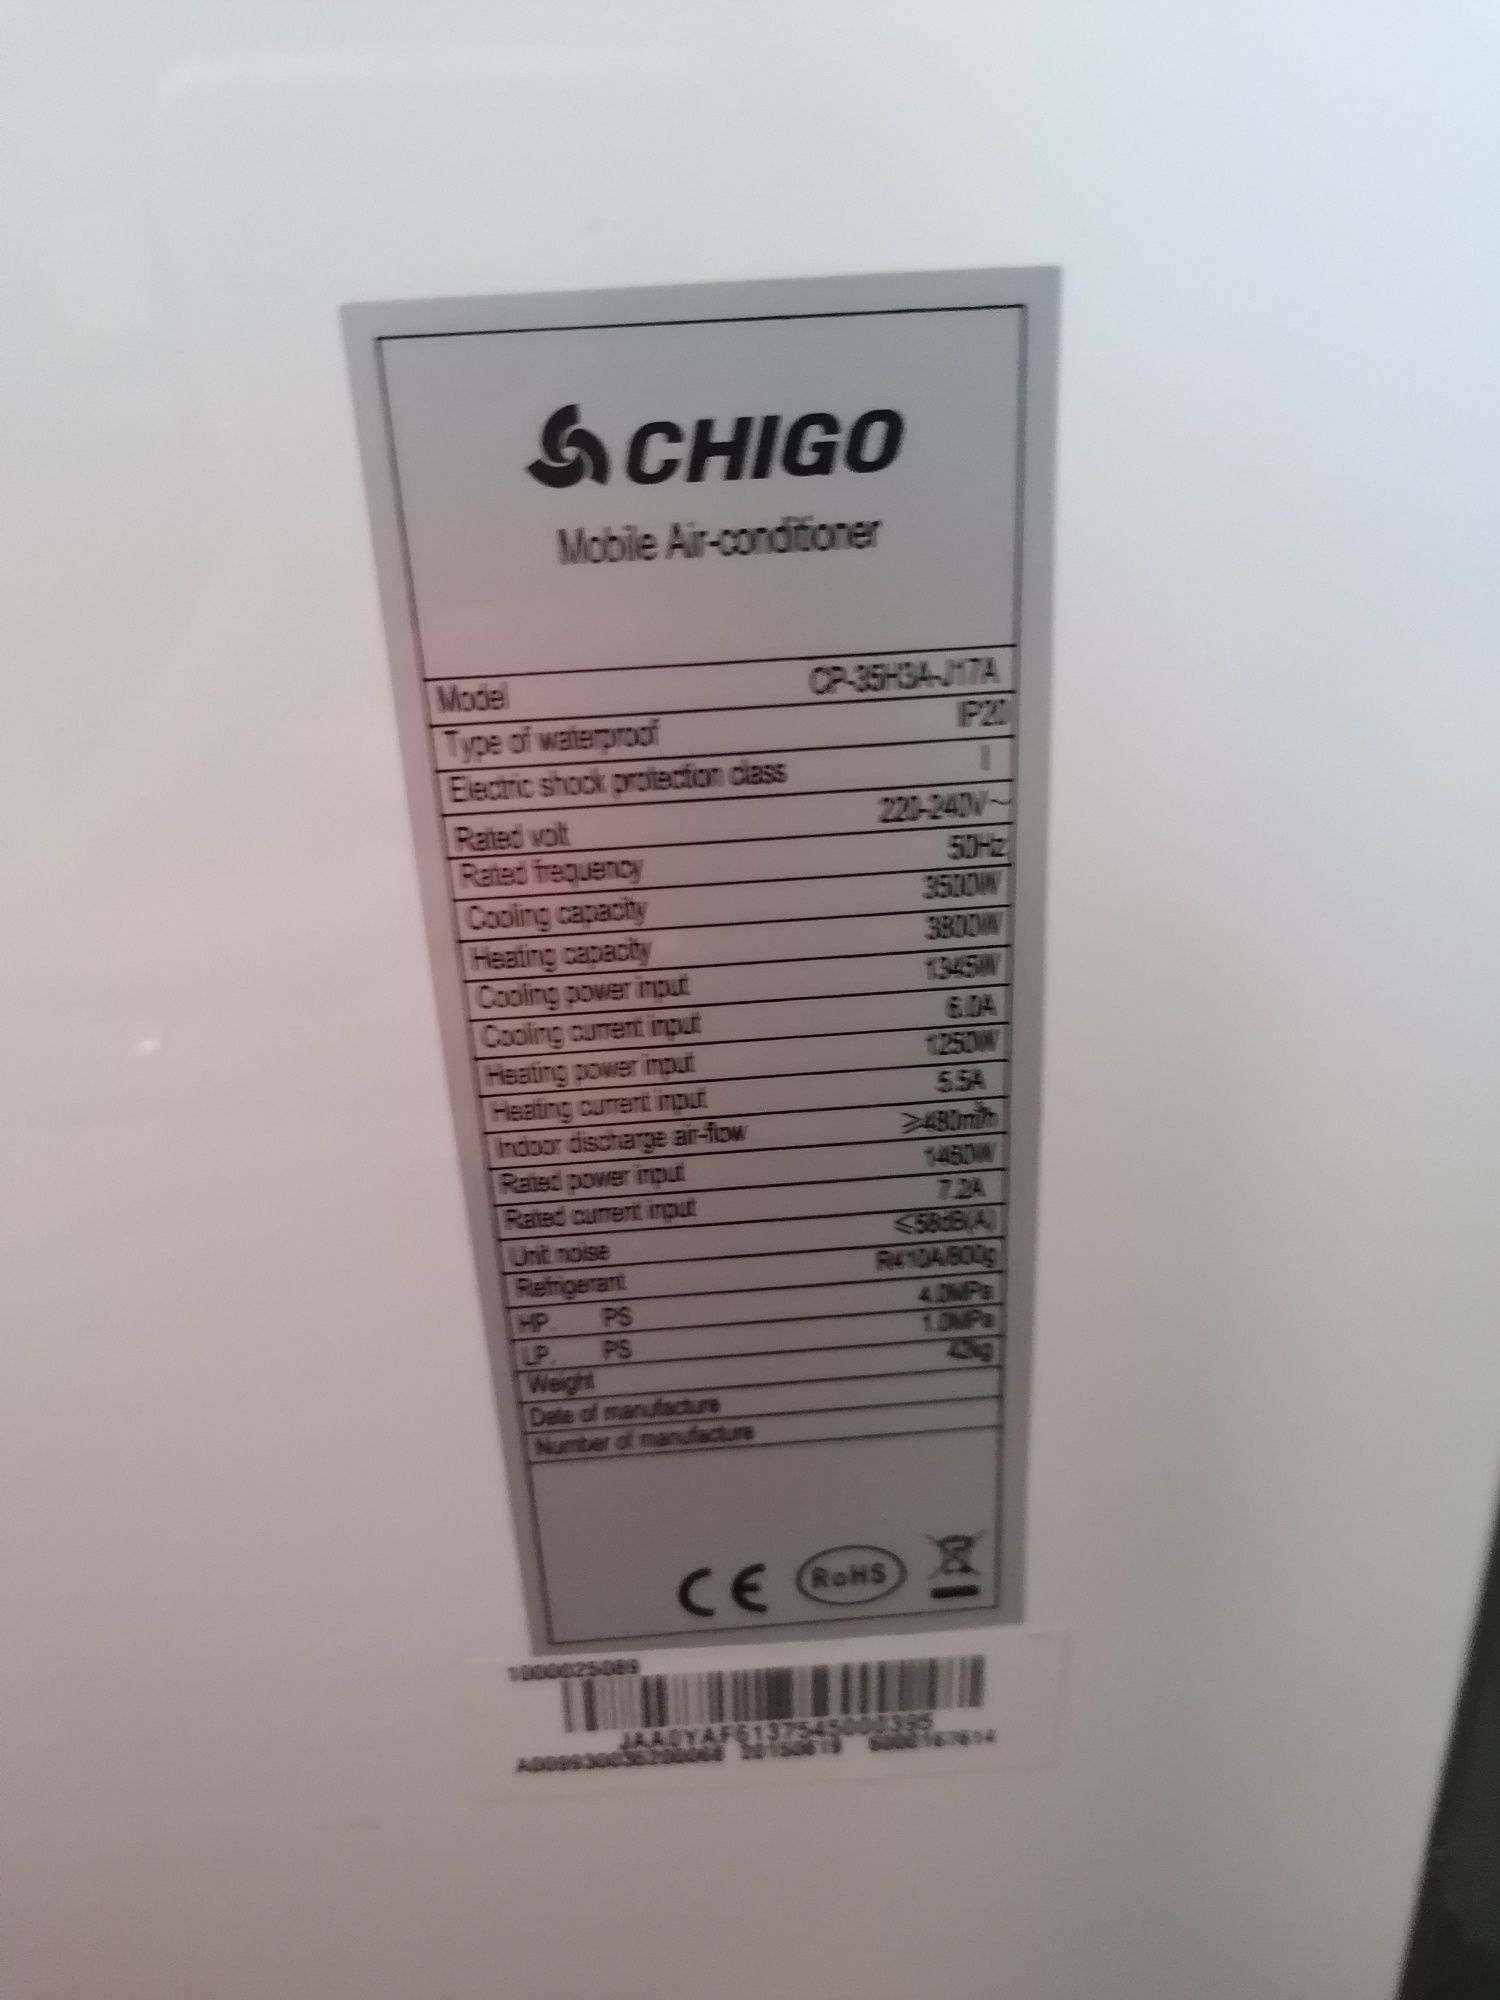 CHIGO
Mobile Air-conditioner
Model CP-35H3A-J17A
Type of waterproof IP20
Electric shock protection class I
Rated volt 220-240V~
Rated frequency 50Hz
Cooling capacity 3500W
Heating capacity 3800W
Cooling power input 1345W
Cooling current input 6.0A
Heating power input 1250W
Heating current input 5.5A
Indoor discharge air-flow ≥480m³/h
Rated power input 1460W
Rated current input 7.2A
Unit noise ≤58dB(A)
Refrigerant R410A/800g
HP. PS 4.0MPa
LP. PS 1.0MPa
Weight 42kg
Date of manufacture
Number of manufacture
CE RoHS
1000025089
JAA0YAF6137545000395
20150619